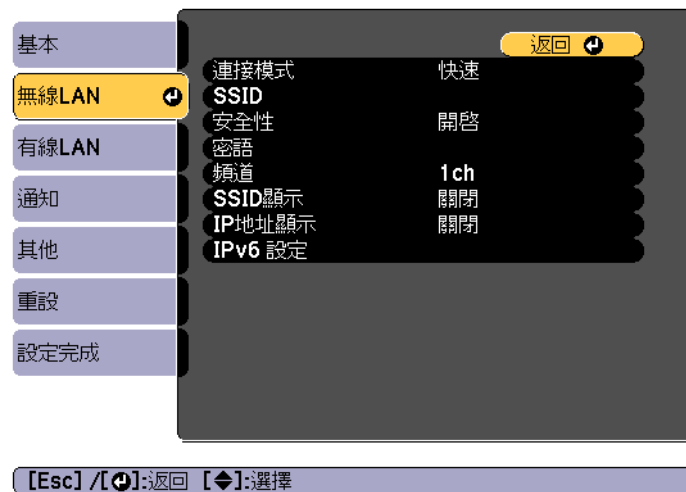 基本
無線LAN
有線LAN
通知
其他
重設
設定完成
返回
連接模式 快速
SSID
安全性 開啓
密語
頻道 1ch
SSID顯示 關閉
IP地址顯示 關閉
IPv6 設定
[Esc] /[⏎]:返回 [◆]:選擇